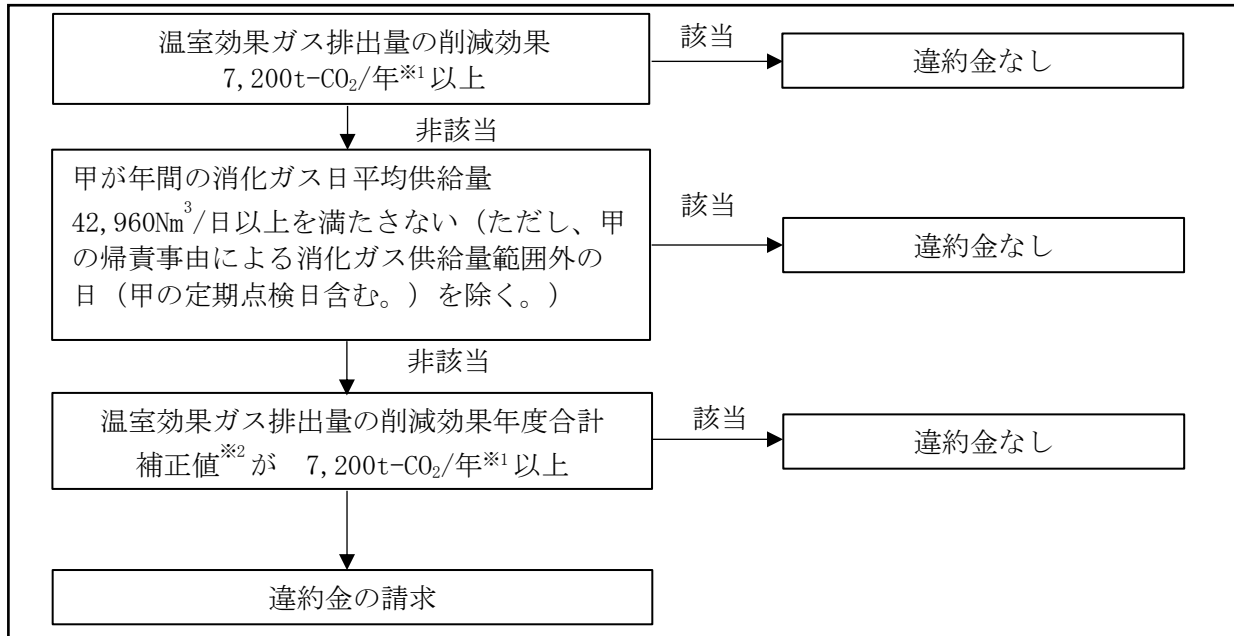 温室効果ガス排出量の削減効果
7,200t-CO₂/年※1以上
該当
違約金なし
非該当
甲が年間の消化ガス日平均供給量
42,960Nm³/日以上を満たさない（ただし、甲
の帰責事由による消化ガス供給量範囲外の
日（甲の定期点検日含む。）を除く。）
該当
違約金なし
非該当
温室効果ガス排出量の削減効果年度合計
補正値※2が　7,200t-CO₂/年※1以上
該当
違約金なし
違約金の請求